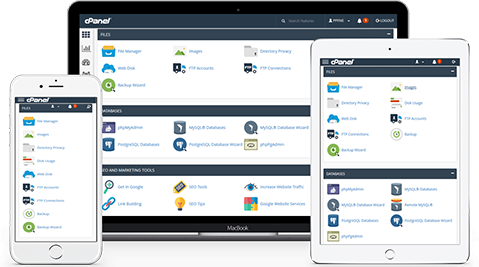 cPanel
Search Features
PPPINE
1
LOGOUT
FILES
File Manager
Images
Directory Privacy
Web Disk
FTP Accounts
FTP Connections
Backup Wizard
DATABASES
phpMyAdmin
MySQL® Databases
MySQL® Database Wizard
PostgreSQL Databases
PostgreSQL Database Wizard
phpPgAdmin
SEO AND MARKETING TOOLS
Get In Google
SEO Tools
Increase Website Traffic
Link Building
SEO Tips
Google Website Services
MacBook
cPanel
FILES
File Manager
Images
Directory Privacy
Disk Usage
Web Disk
FTP Accounts
FTP Connections
Backup
Backup Wizard
cPanel
FILES
File Manager
Images
Directory Privacy
Disk Usage
Web Disk
FTP Accounts
FTP Connections
Backup
Backup Wizard
DATABASES
phpMyAdmin
MySQL® Databases
MySQL® Database Wizard
Remote MySQL®
PostgreSQL Databases
PostgreSQL Database Wizard
phpPgAdmin